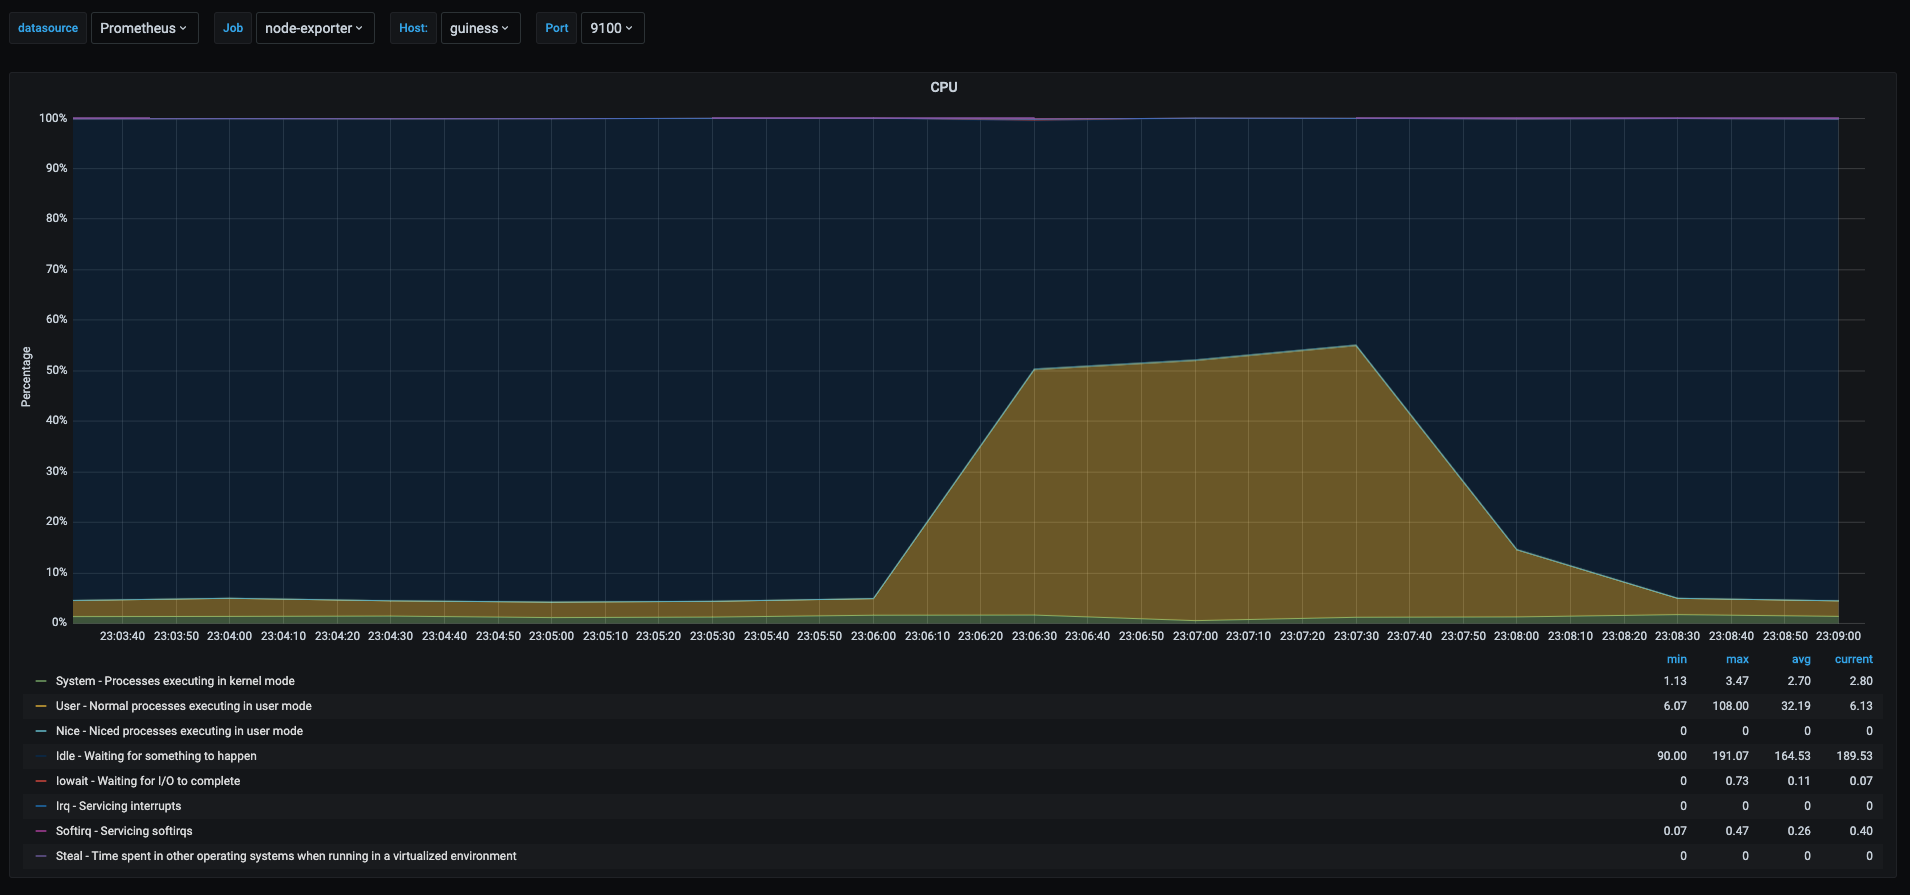 datasource Prometheus Job node-exporter Host: guiness Port 9100
CPU
100%
90%
80%
70%
60%
50%
40%
30%
20%
10%
0%
Percentage
23:03:40 23:03:50 23:04:00 23:04:10 23:04:20 23:04:30 23:04:40 23:04:50 23:05:00 23:05:10 23:05:20 23:05:30 23:05:40 23:05:50 23:06:00 23:06:10 23:06:20 23:06:30 23:06:40 23:06:50 23:07:00 23:07:10 23:07:20 23:07:30 23:07:40 23:07:50 23:08:00 23:08:10 23:08:20 23:08:30 23:08:40 23:08:50 23:09:00
min max avg current
System - Processes executing in kernel mode 1.13 3.47 2.70 2.80
User - Normal processes executing in user mode 6.07 108.00 32.19 6.13
Nice - Niced processes executing in user mode 0 0 0 0
Idle - Waiting for something to happen 90.00 191.07 164.53 189.53
Iowait - Waiting for I/O to complete 0 0.73 0.11 0.07
Irq - Servicing interrupts 0 0 0 0
Softirq - Servicing softirqs 0.07 0.47 0.26 0.40
Steal - Time spent in other operating systems when running in a virtualized environment 0 0 0 0